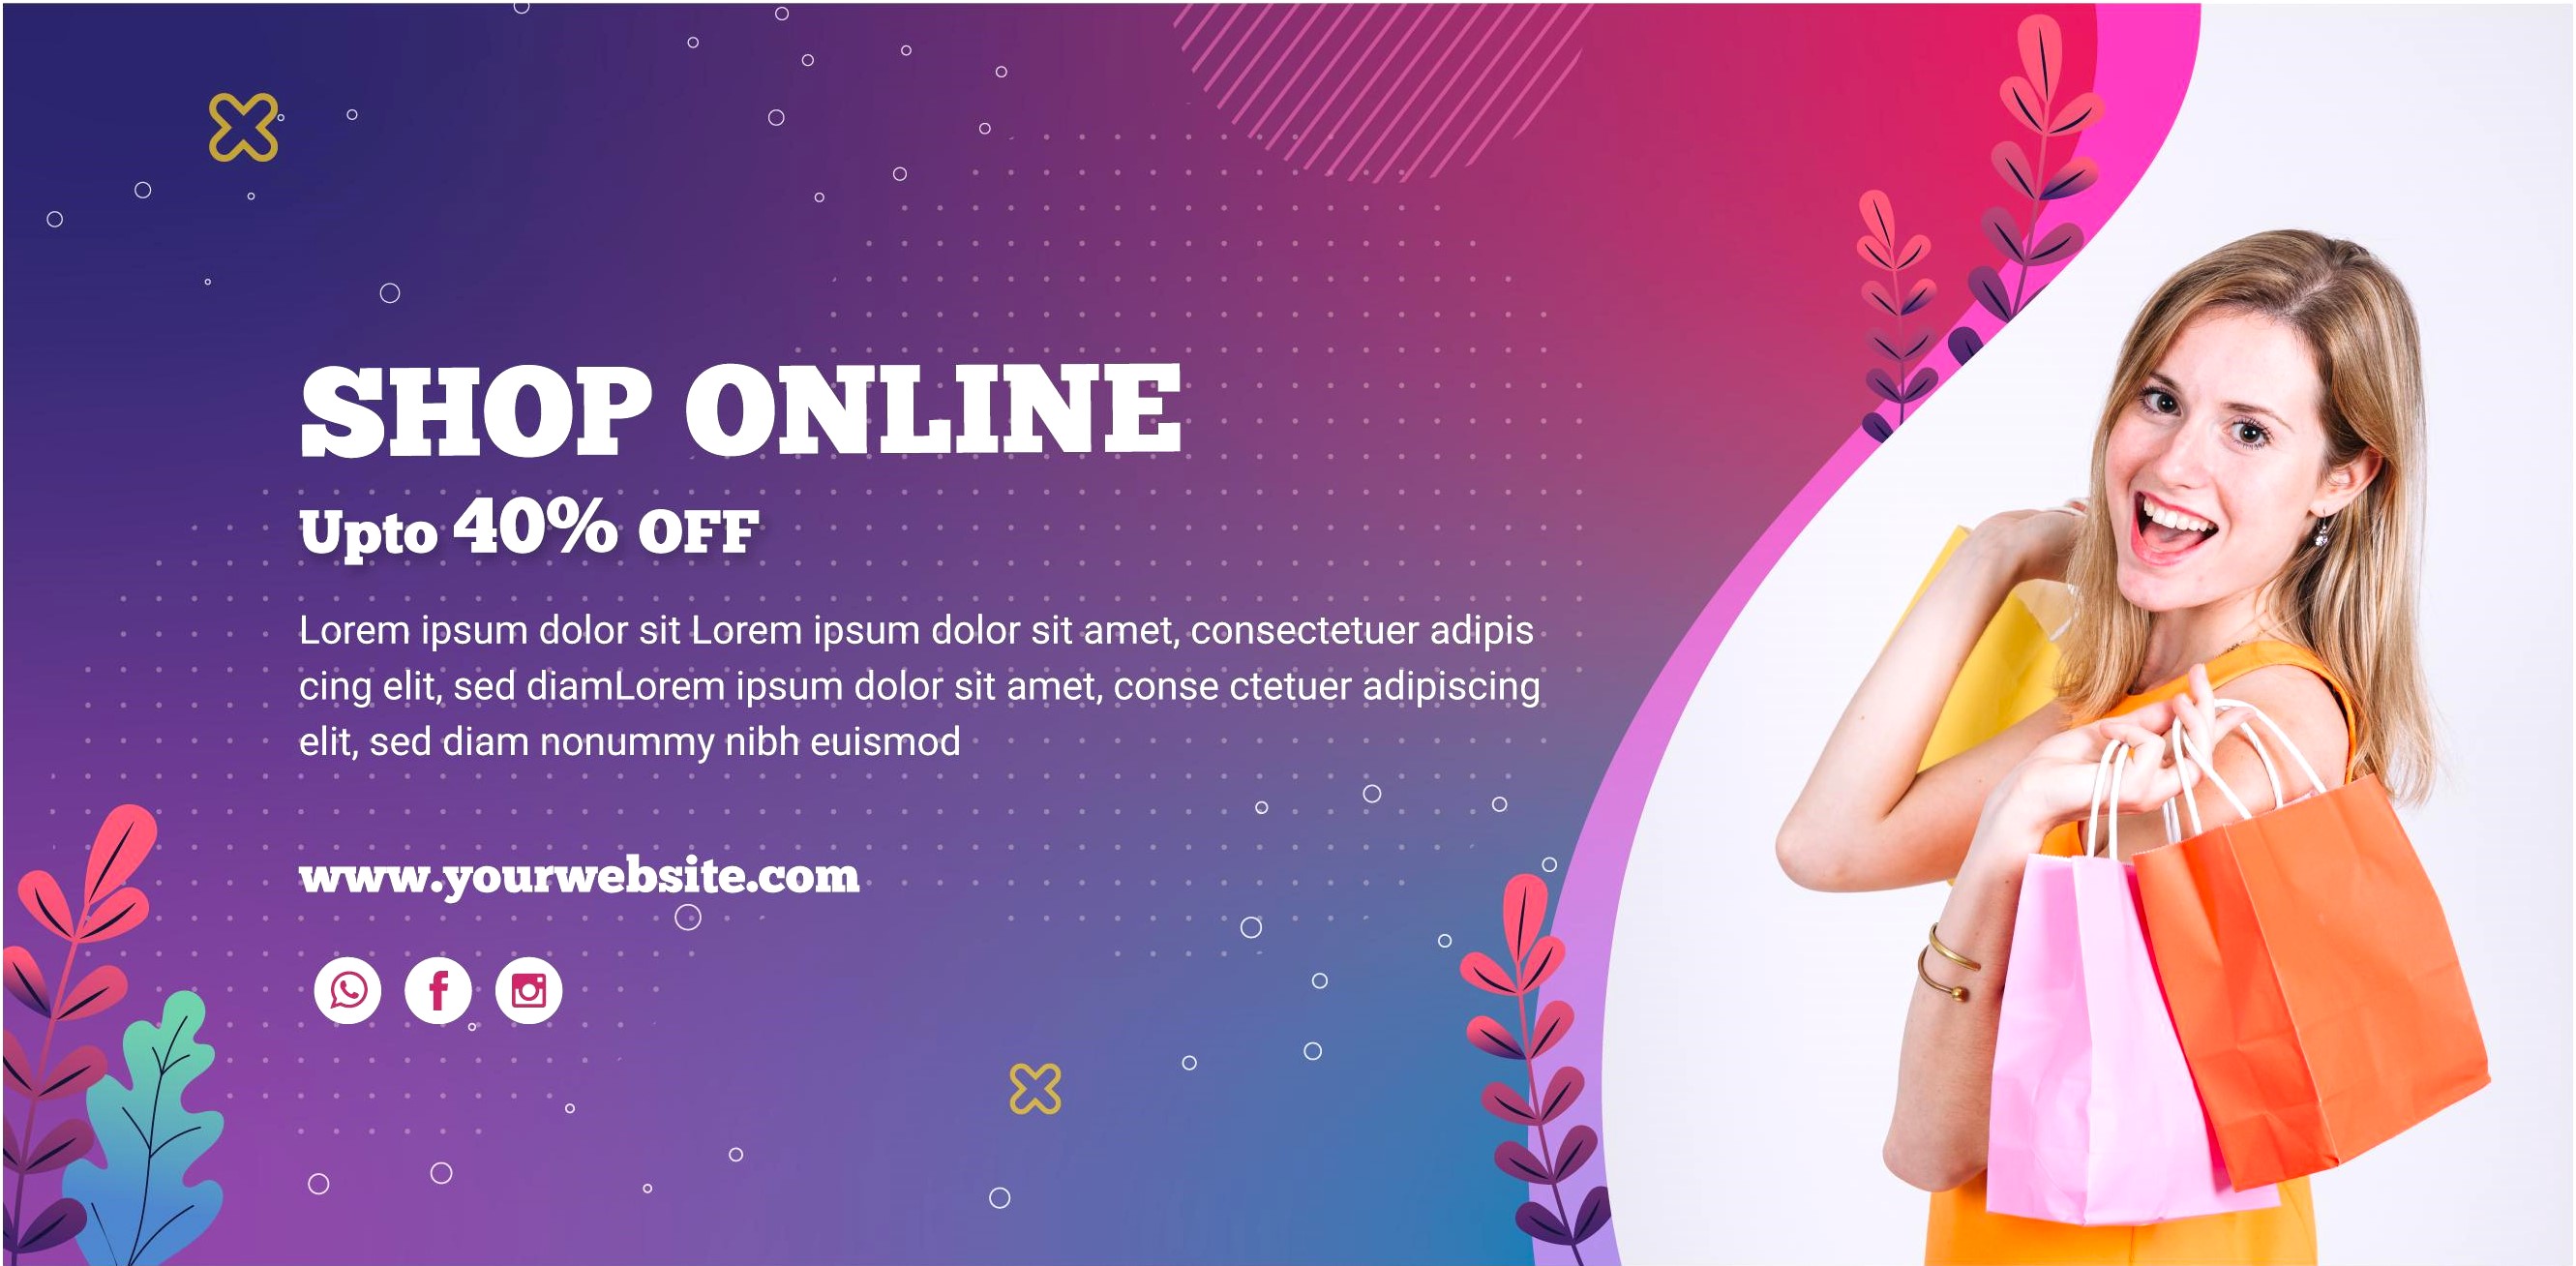 SHOP ONLINE
Upto 40% OFF
Lorem ipsum dolor sit Lorem ipsum dolor sit amet, consectetuer adipis
cing elit, sed diamLorem ipsum dolor sit amet, conse ctetuer adipiscing
elit, sed diam nonummy nibh euismod
www.yourwebsite.com